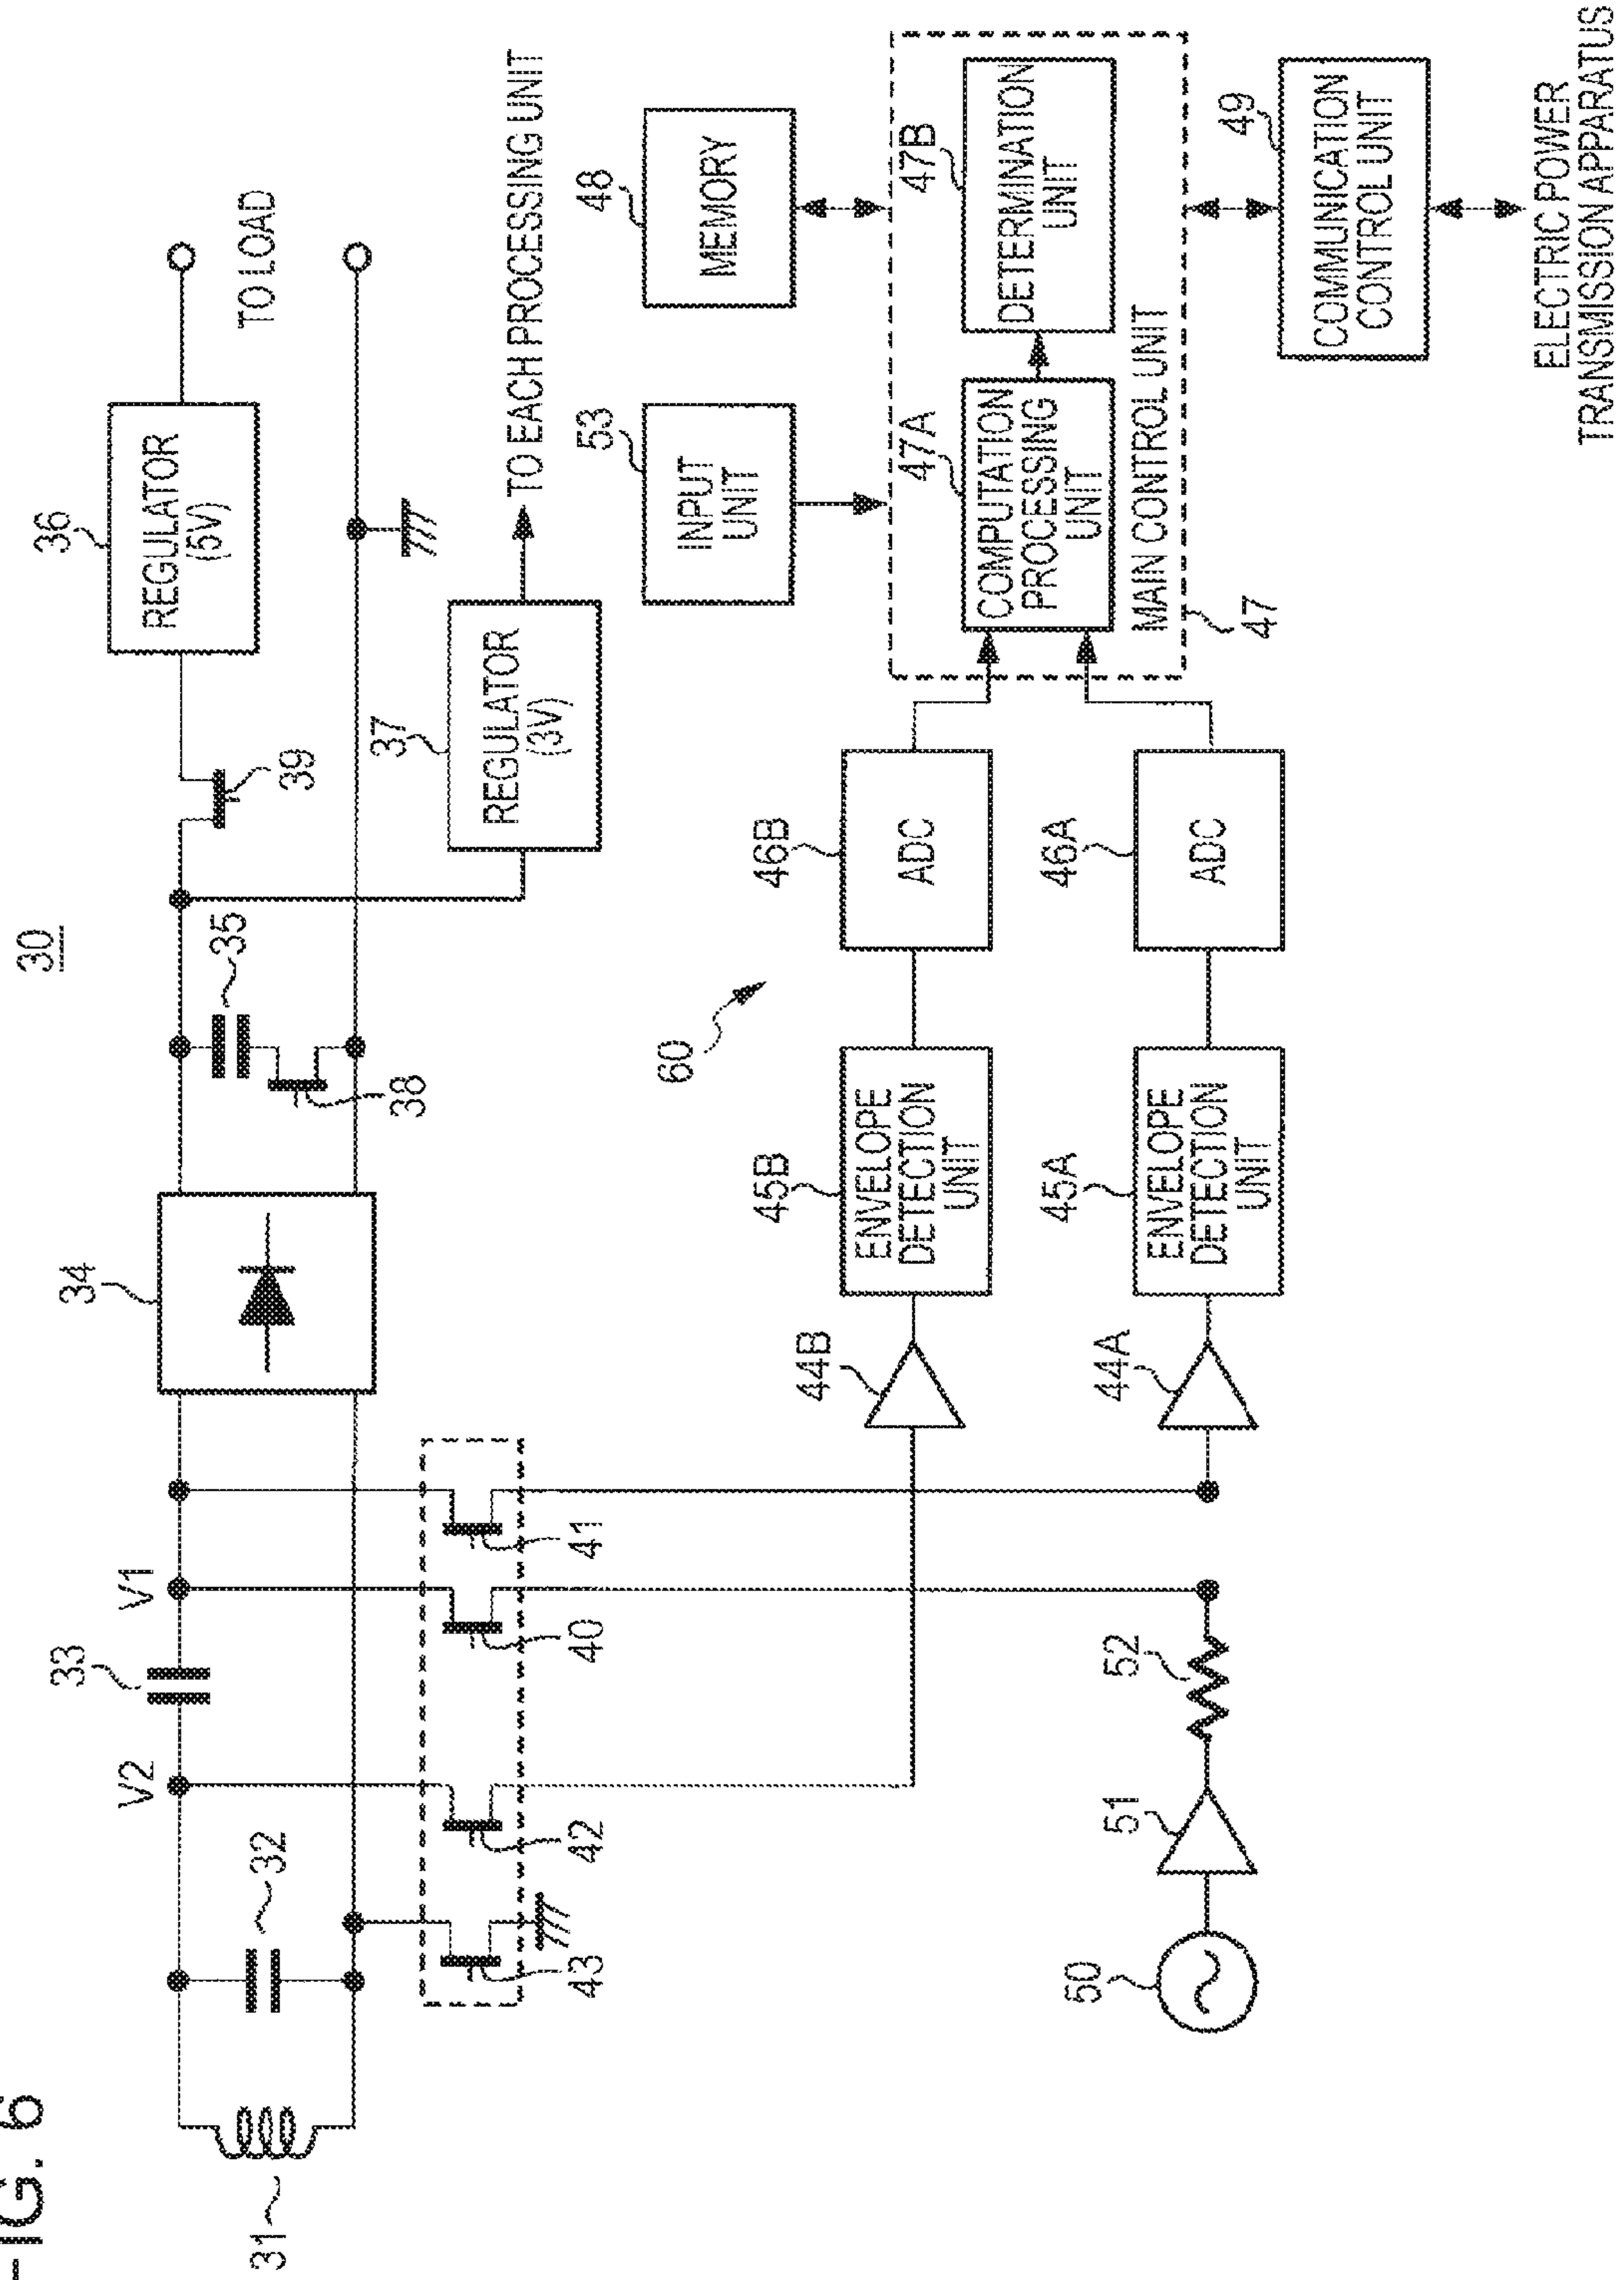 FIG. 6
30
34
35
36
REGULATOR
(5V)
TO LOAD
33
V2
V1
32
31
38
39
37
REGULATOR
(3V)
TO EACH PROCESSING UNIT
43
42
40
41
60
53
INPUT
UNIT
48
MEMORY
44B
45B
ENVELOPE
DETECTION
UNIT
46B
ADC
47A
COMPUTATION
PROCESSING
UNIT
47B
DETERMINATION
UNIT
MAIN CONTROL UNIT
47
50
51
52
44A
45A
ENVELOPE
DETECTION
UNIT
46A
ADC
49
COMMUNICATION
CONTROL UNIT
ELECTRIC POWER
TRANSMISSION APPARATUS